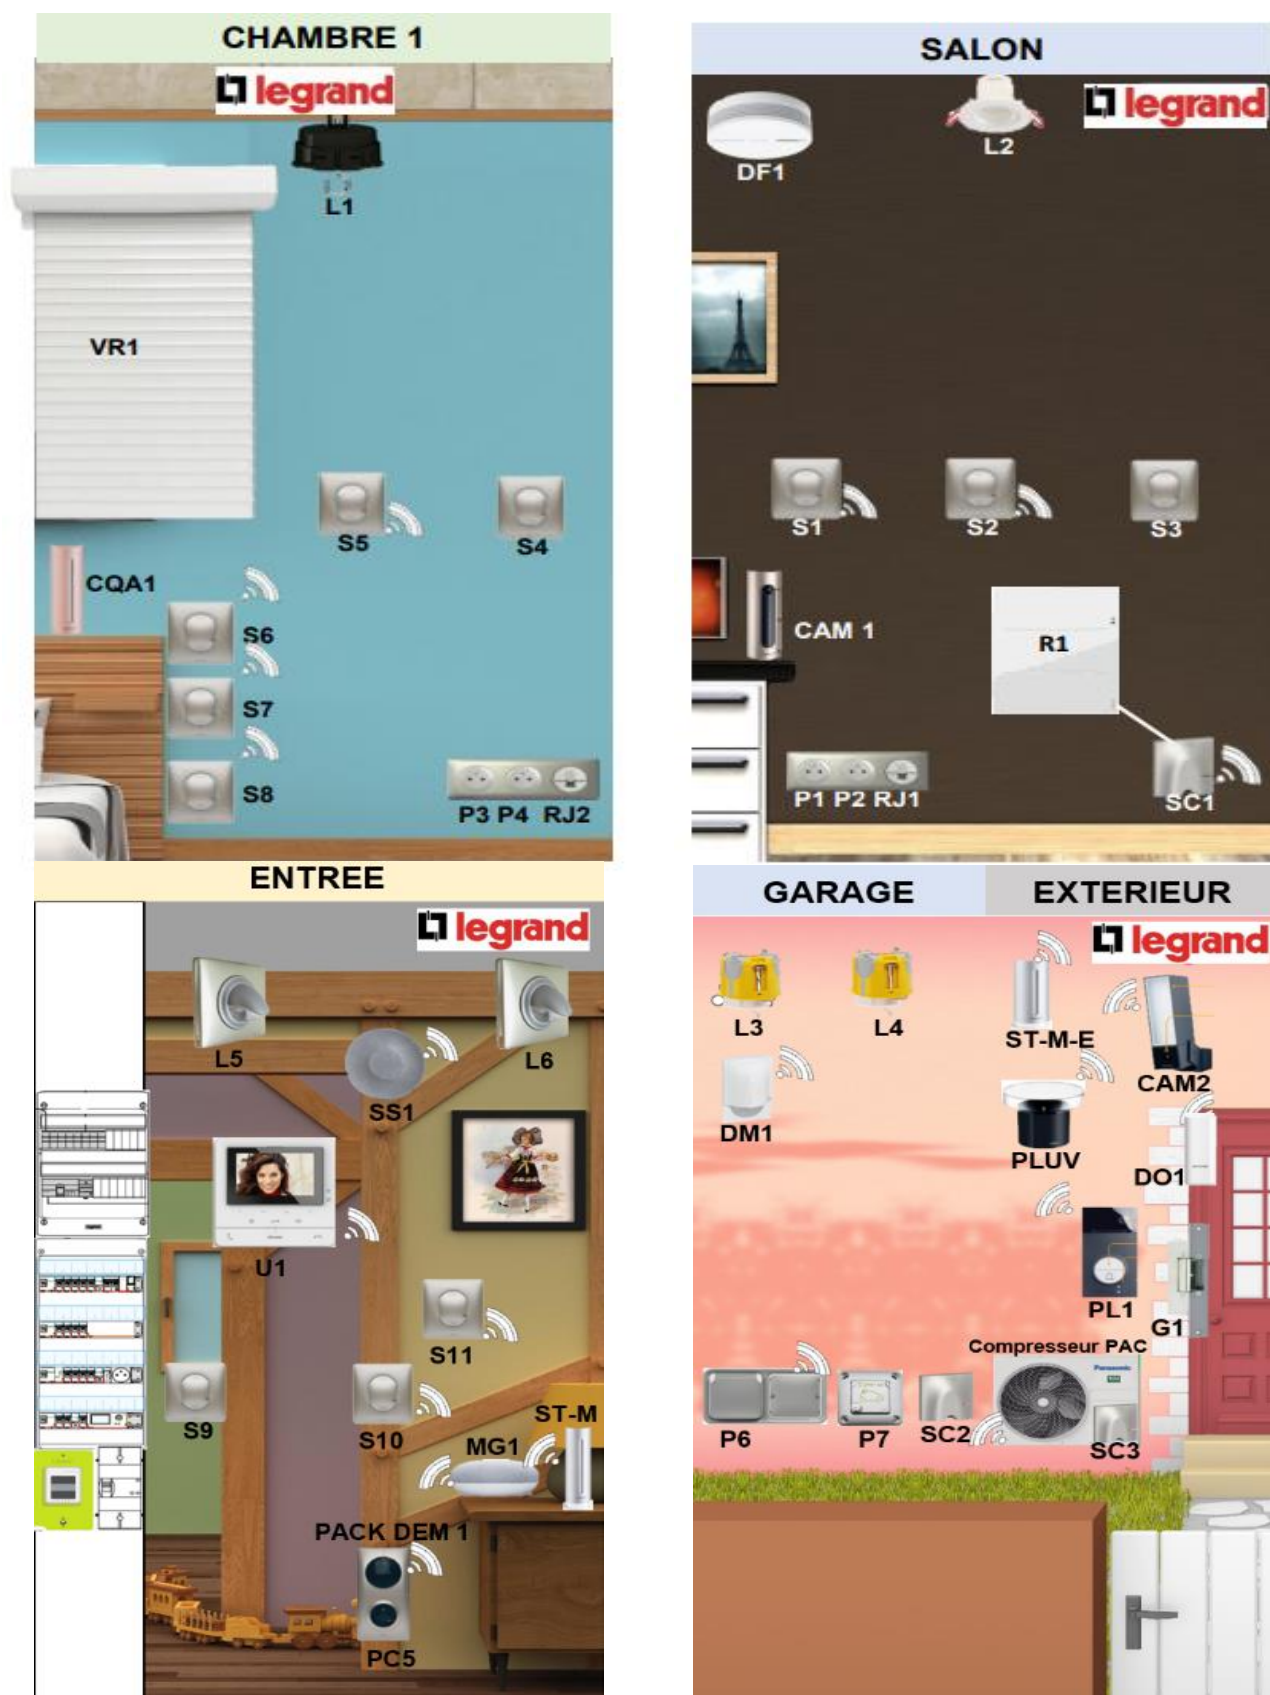 CHAMBRE 1
legrand
L1
VR1
S5
S4
CQA1
S6
S7
S8
P3 P4 RJ2
SALON
legrand
L2
DF1
S1
S2
S3
CAM 1
R1
P1 P2 RJ1
SC1
ENTREE
legrand
L5
L6
SS1
U1
S11
S9
S10
ST-M
MG1
PACK DEM 1
PC5
GARAGE
EXTERIEUR
legrand
L3
L4
ST-M-E
CAM2
DM1
PLUV
DO1
PL1
G1
Compresseur PAC
Panasonic
P6
P7
SC2
SC3